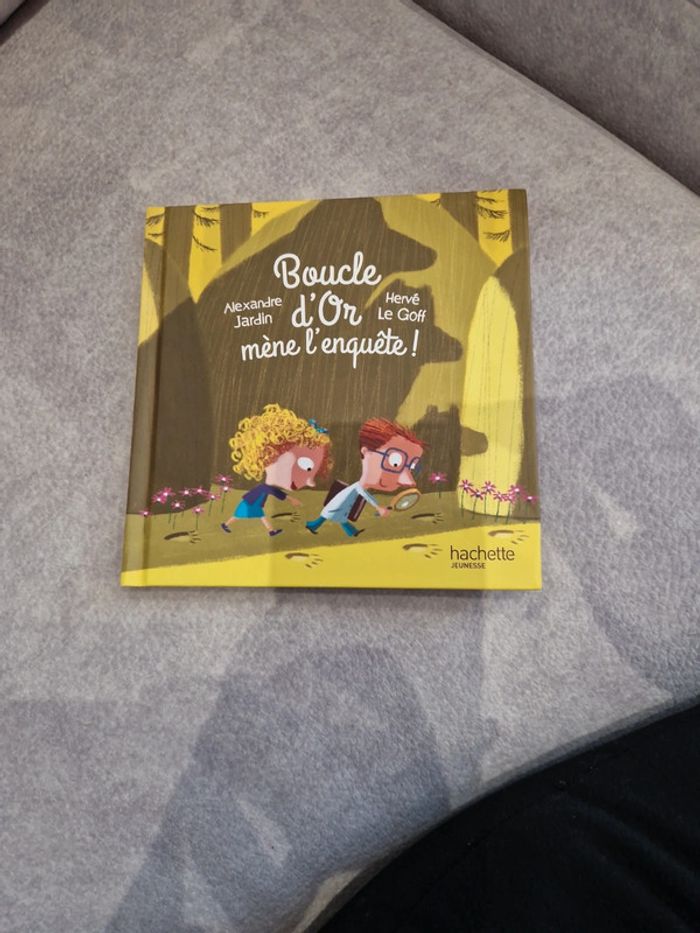 Boucle
d'Or
mène l'enquête !
Alexandre
Jardin
Hervé
Le Goff
hachette
JEUNESSE